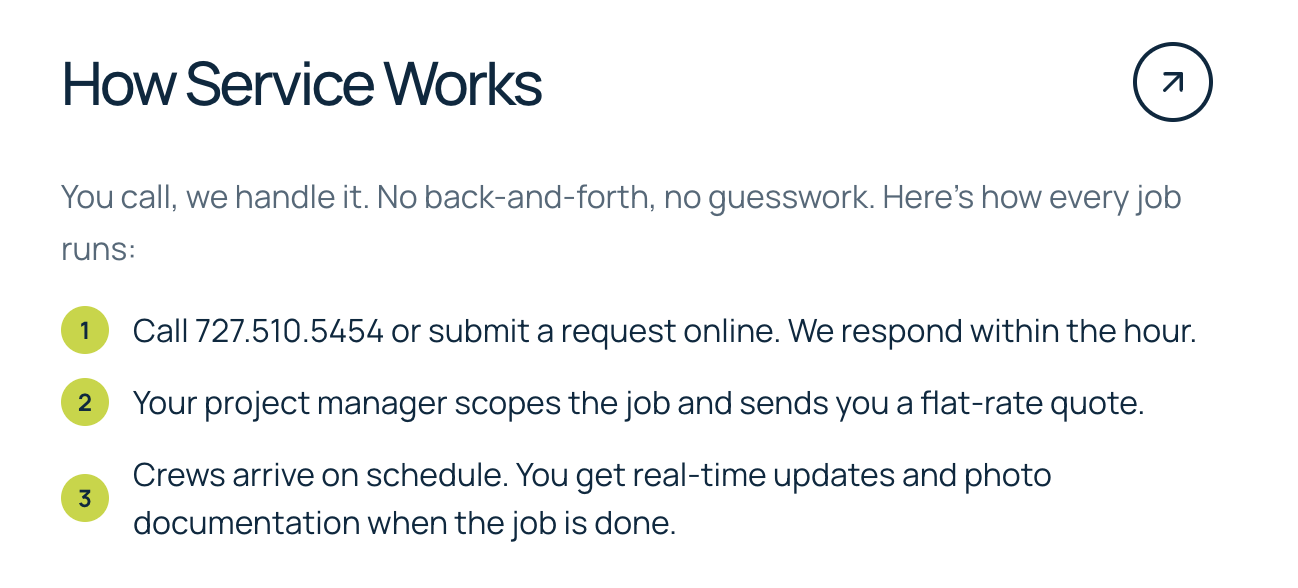 How Service Works
You call, we handle it. No back-and-forth, no guesswork. Here’s how every job
runs:
1 Call 727.510.5454 or submit a request online. We respond within the hour.
2 Your project manager scopes the job and sends you a flat-rate quote.
3 Crews arrive on schedule. You get real-time updates and photo
documentation when the job is done.